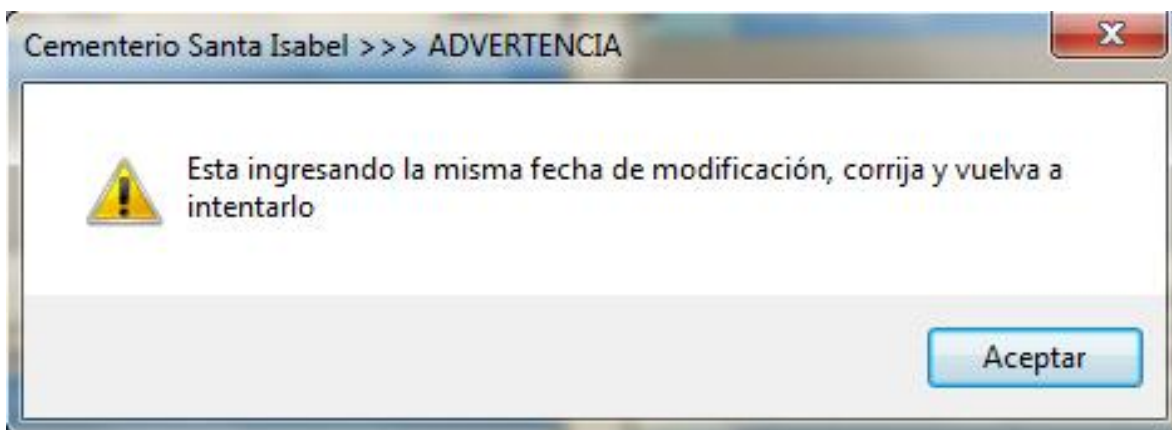 Cementerio Santa Isabel >>> ADVERTENCIA
Esta ingresando la misma fecha de modificación, corrija y vuelva a
intentarlo
Aceptar